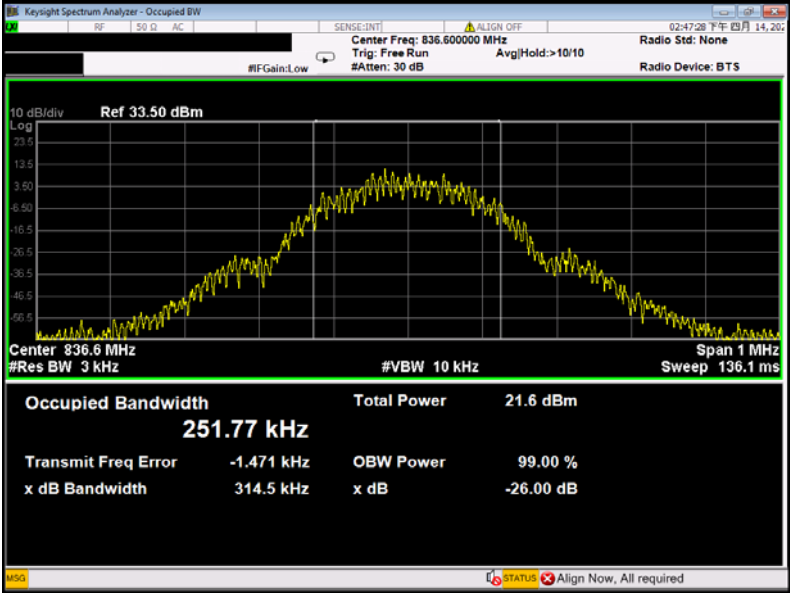 Keysight Spectrum Analyzer - Occupied BW
RF 50 Ω AC SENSE:INT ALIGN OFF 02:47:28 下午 四月 14, 202
Center Freq: 836.600000 MHz Radio Std: None
Trig: Free Run Avg|Hold:>10/10
#IFGain:Low #Atten: 30 dB Radio Device: BTS
10 dB/div Ref 33.50 dBm
Log
23.5
13.5
3.50
-6.50
-16.5
-26.5
-36.5
-46.5
-56.5
Center 836.6 MHz Span 1 MHz
#Res BW 3 kHz #VBW 10 kHz Sweep 136.1 ms
Occupied Bandwidth Total Power 21.6 dBm
251.77 kHz
Transmit Freq Error -1.471 kHz OBW Power 99.00 %
x dB Bandwidth 314.5 kHz x dB -26.00 dB
MSG STATUS Align Now, All required